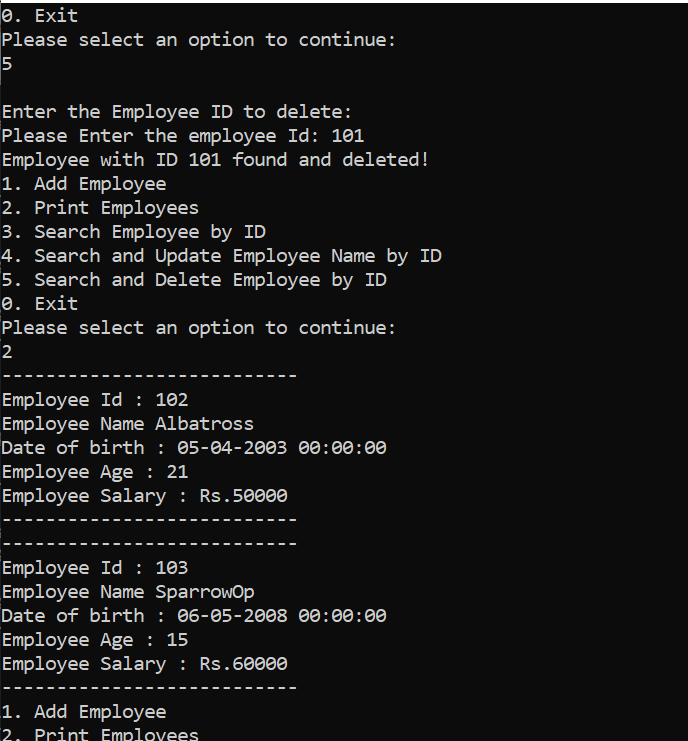 0. Exit
Please select an option to continue:
5
Enter the Employee ID to delete:
Please Enter the employee Id: 101
Employee with ID 101 found and deleted!
1. Add Employee
2. Print Employees
3. Search Employee by ID
4. Search and Update Employee Name by ID
5. Search and Delete Employee by ID
0. Exit
Please select an option to continue:
2
---------------------------
Employee Id : 102
Employee Name Albatross
Date of birth : 05-04-2003 00:00:00
Employee Age : 21
Employee Salary : Rs.50000
---------------------------
---------------------------
Employee Id : 103
Employee Name SparrowOp
Date of birth : 06-05-2008 00:00:00
Employee Age : 15
Employee Salary : Rs.60000
---------------------------
1. Add Employee
2. Print Employees